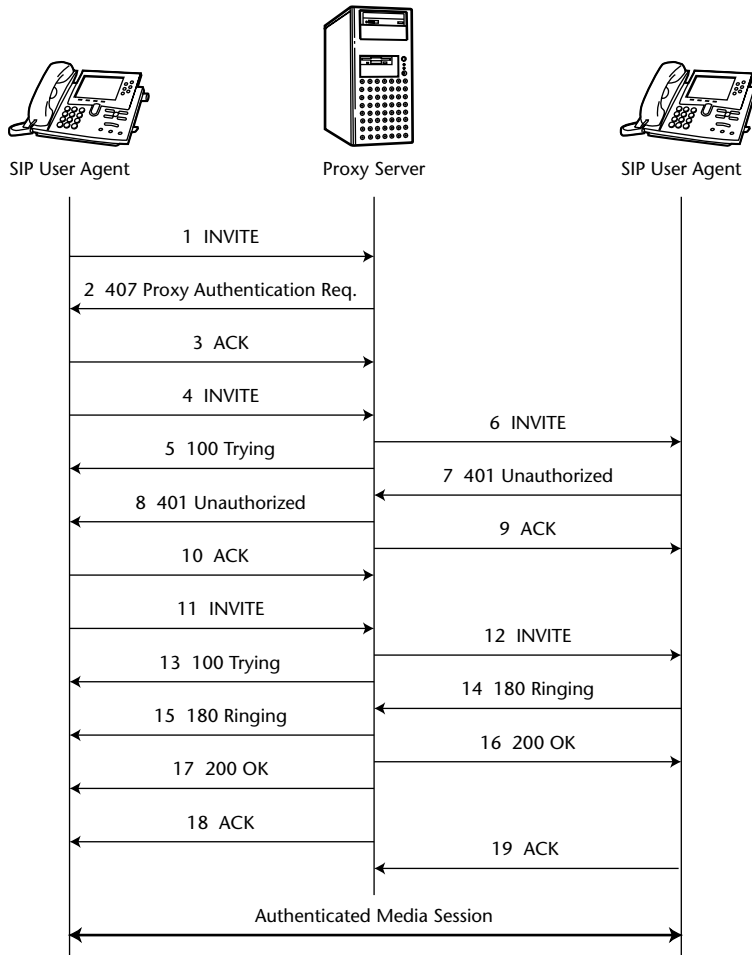 SIP User Agent
Proxy Server
SIP User Agent
1 INVITE
2 407 Proxy Authentication Req.
3 ACK
4 INVITE
6 INVITE
5 100 Trying
7 401 Unauthorized
8 401 Unauthorized
9 ACK
10 ACK
11 INVITE
12 INVITE
13 100 Trying
14 180 Ringing
15 180 Ringing
16 200 OK
17 200 OK
18 ACK
19 ACK
Authenticated Media Session